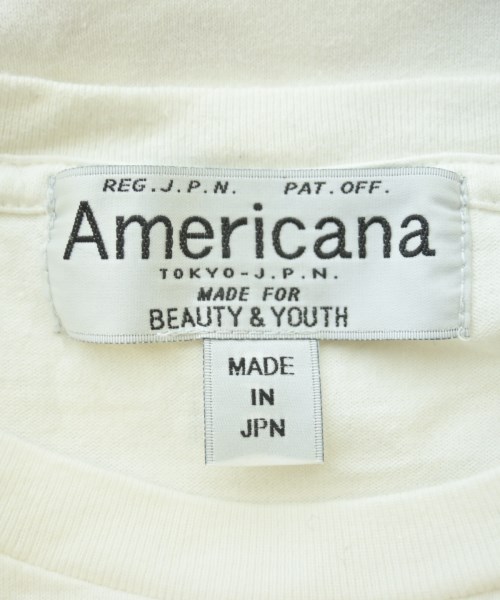 REG.J.P.N. PAT.OFF.
Americana
TOKYO-J.P.N.
MADE FOR
BEAUTY & YOUTH
MADE
IN
JPN